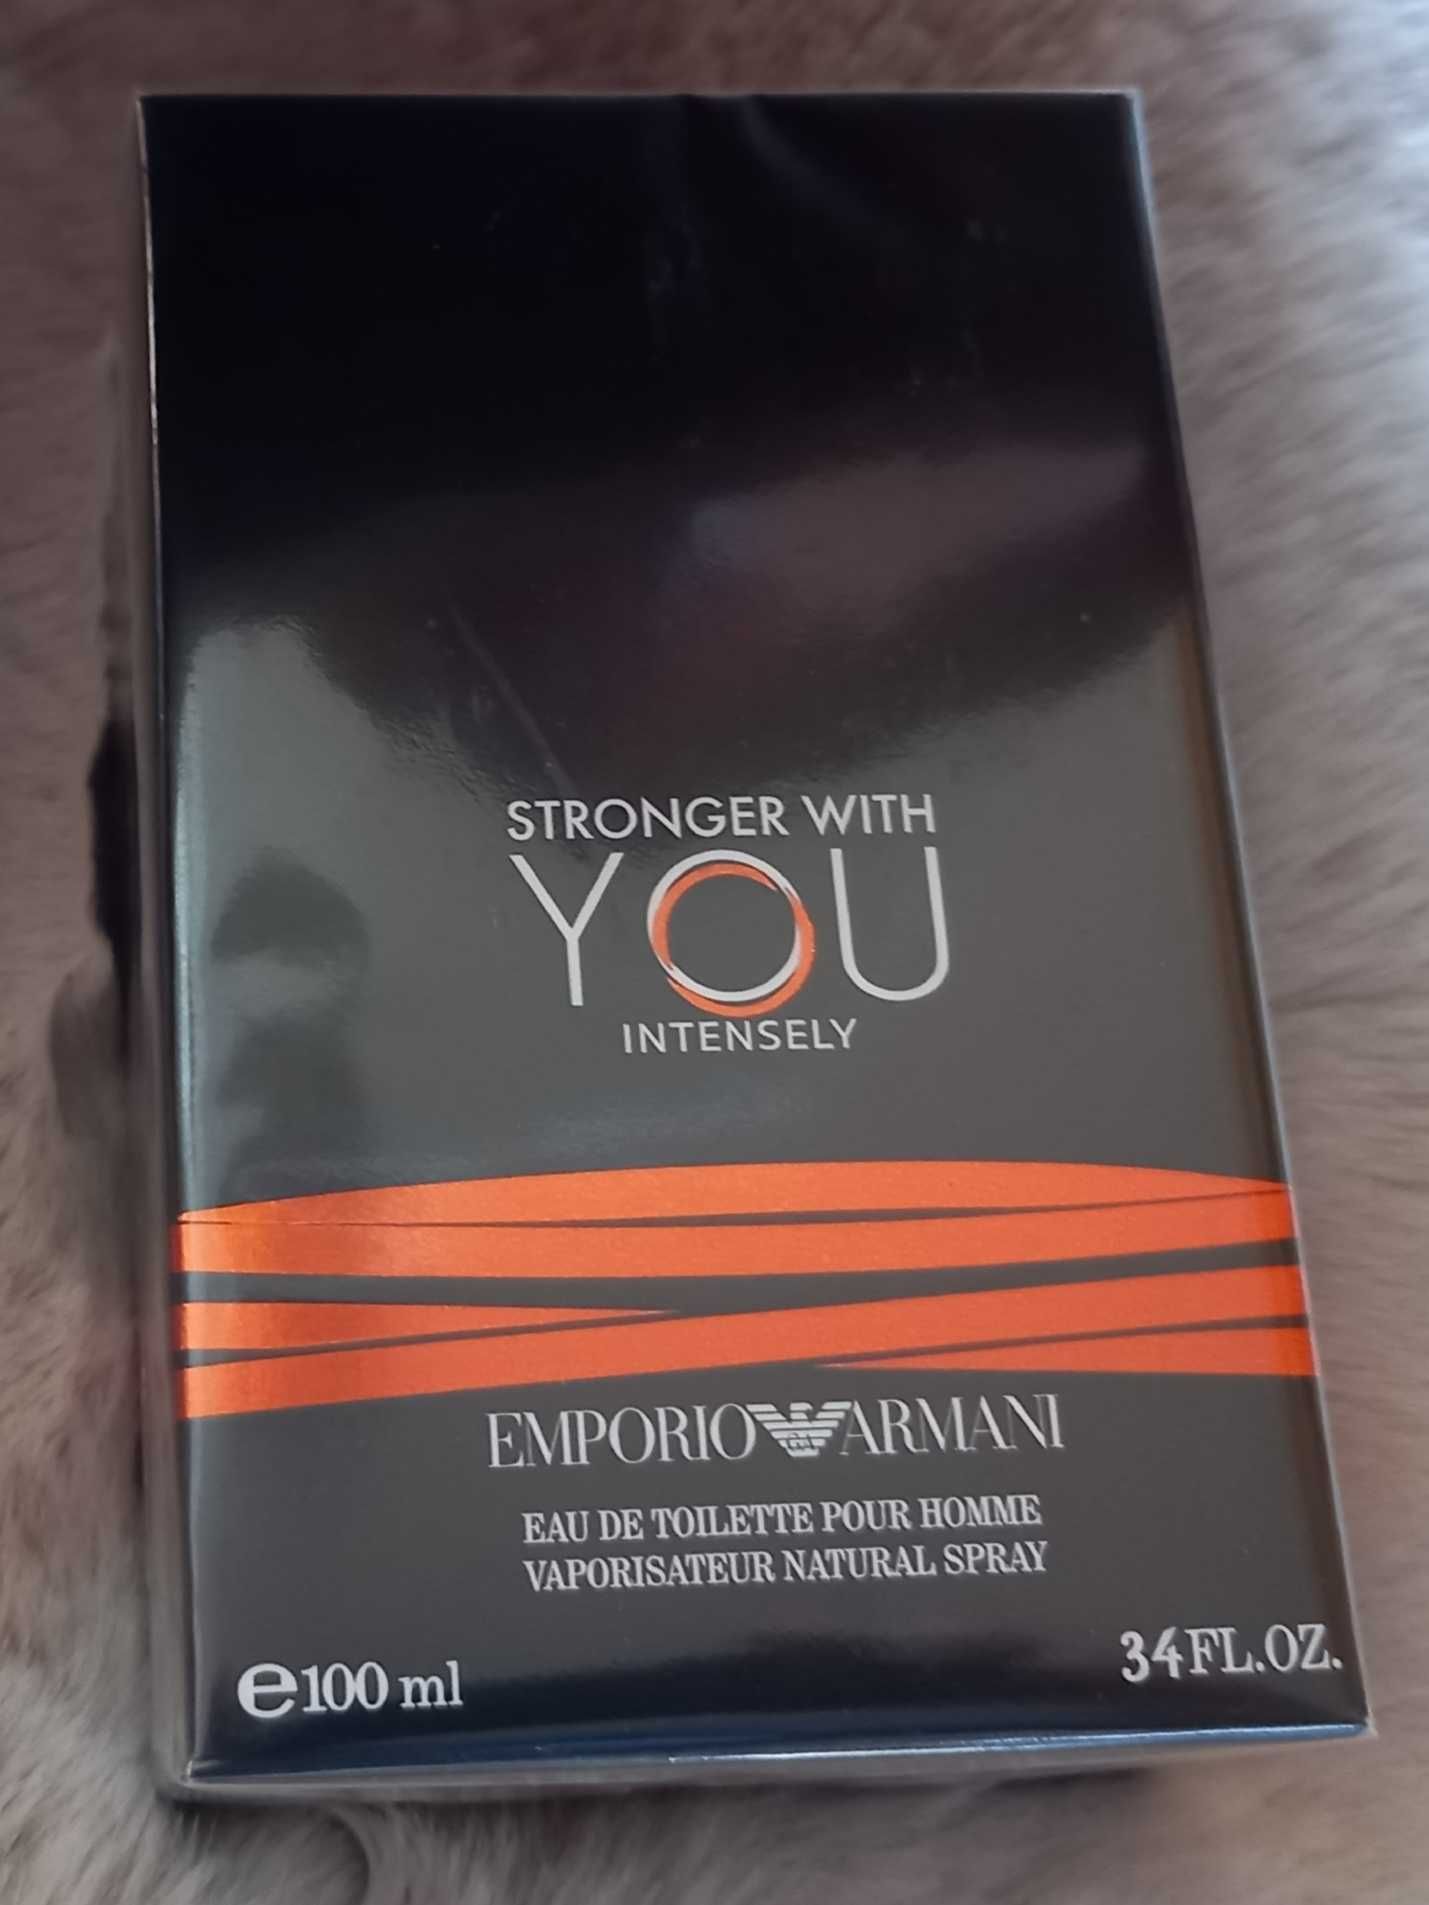 STRONGER WITH
YOU
INTENSELY
EMPORIO ARMANI
EAU DE TOILETTE POUR HOMME
VAPORISATEUR NATURAL SPRAY
e100 ml 34FL.OZ.